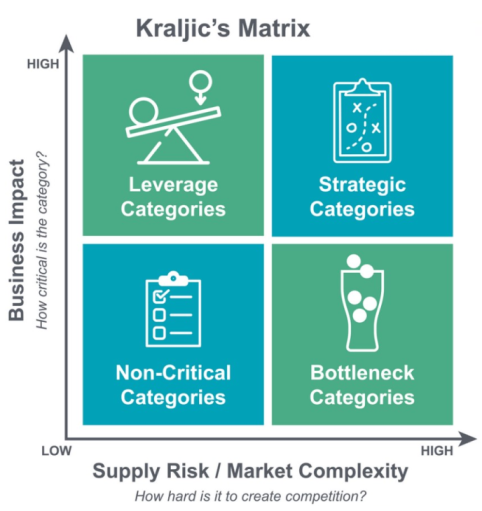 Kraljic's Matrix
HIGH
Business Impact
How critical is the category?
Leverage
Categories
Strategic
Categories
Non-Critical
Categories
Bottleneck
Categories
LOW
HIGH
Supply Risk / Market Complexity
How hard is it to create competition?